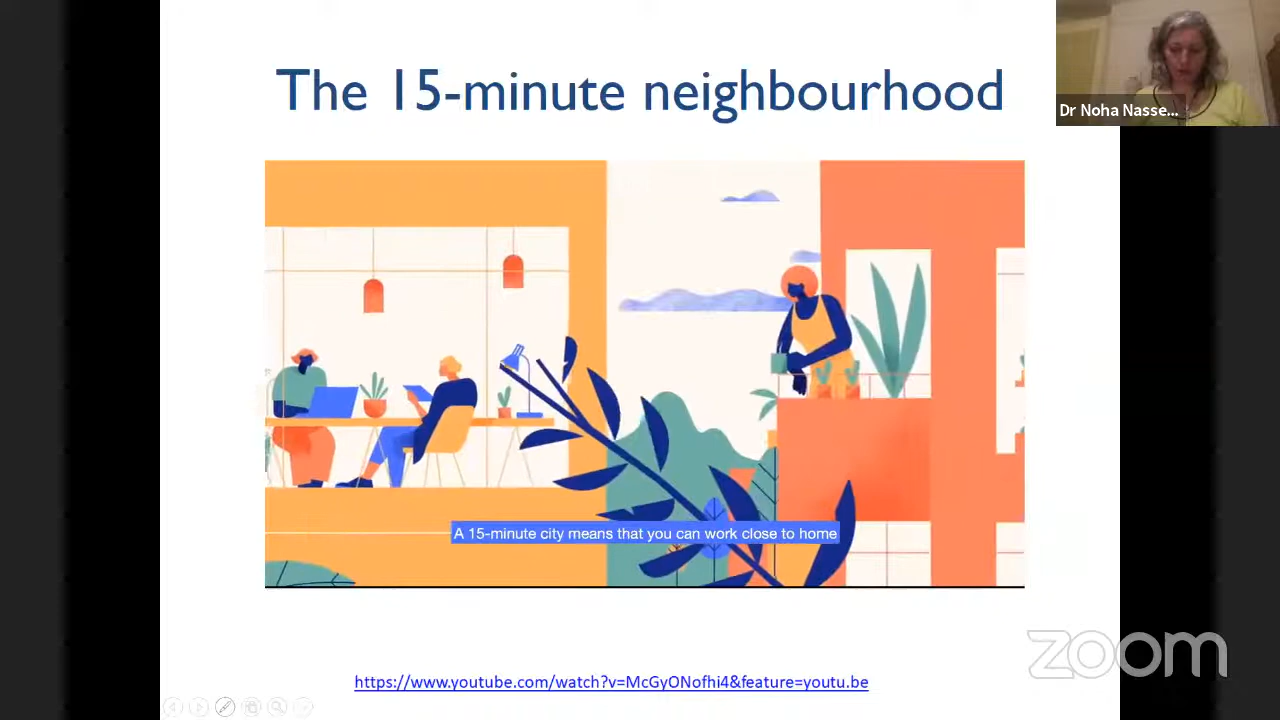 The 15-minute neighbourhood
Dr Noha Nasse...
A 15-minute city means that you can work close to home
zoom
https://www.youtube.com/watch?v=McGyONofhi4&feature=youtu.be